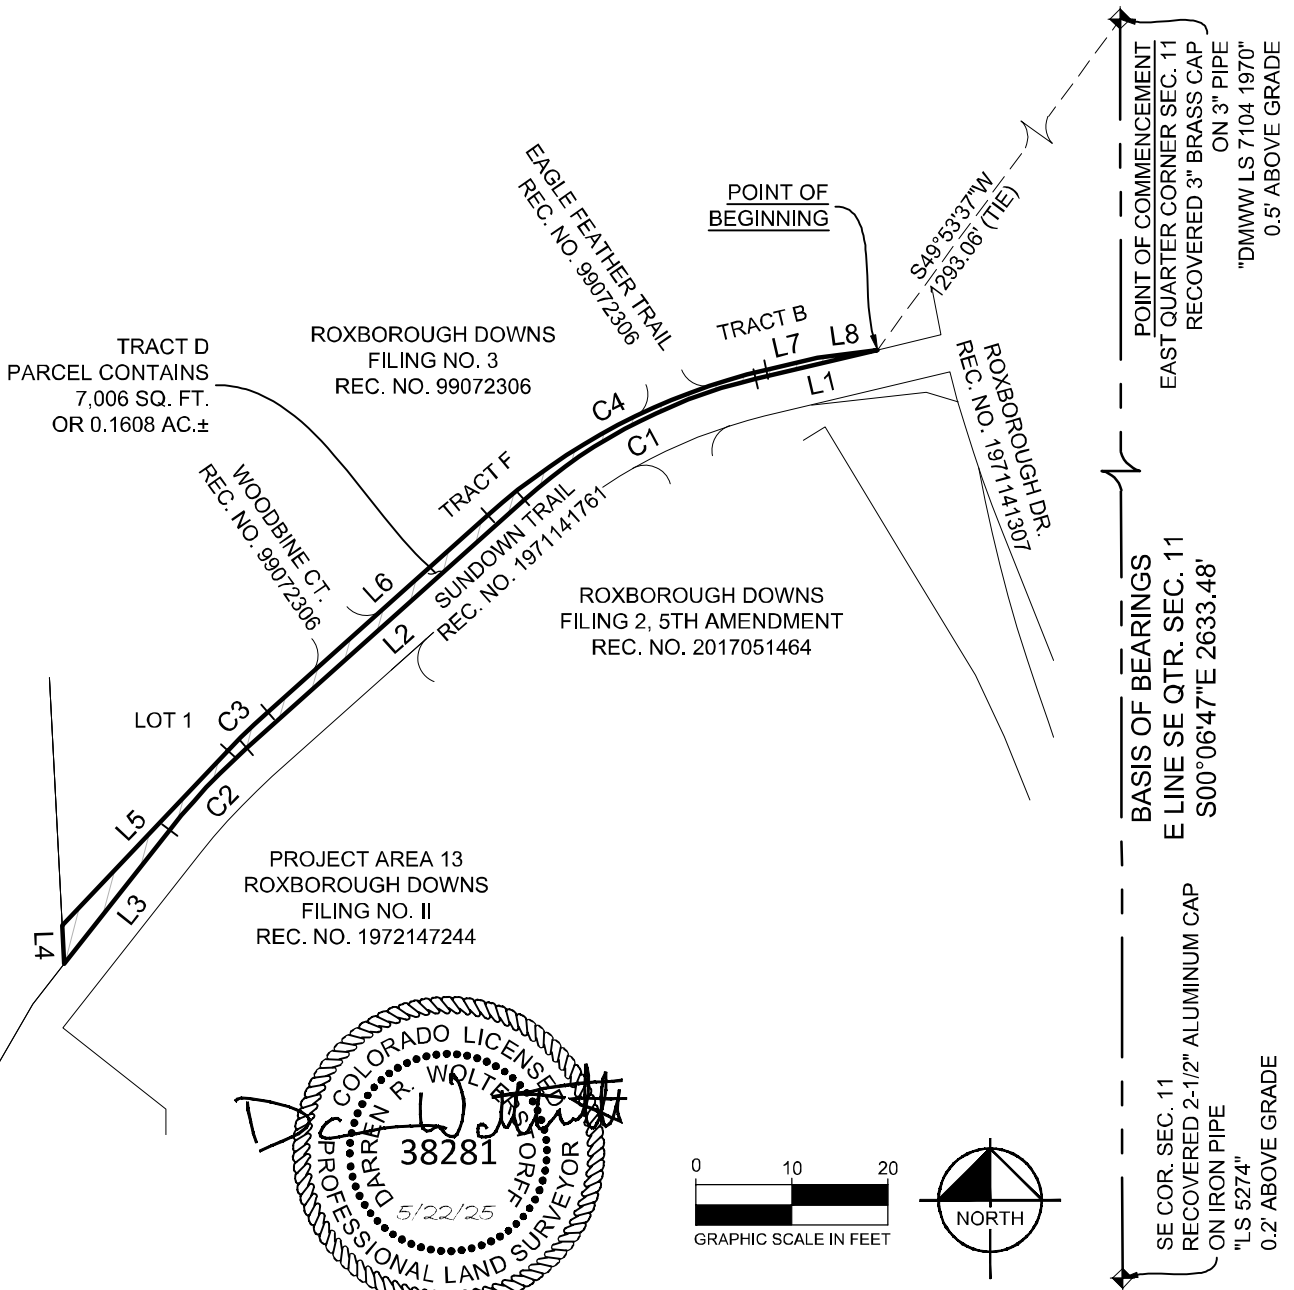 POINT OF COMMENCEMENT
EAST QUARTER CORNER SEC. 11
RECOVERED 3" BRASS CAP
ON 3" PIPE
"DMWW LS 7104 1970"
0.5' ABOVE GRADE
S49°53'37"W
1293.06' (TIE)
POINT OF
BEGINNING
EAGLE FEATHER TRAIL
REC. NO. 99072306
TRACT B
L7
L8
L1
ROXBOROUGH DR.
REC. NO. 1971141307
ROXBOROUGH DOWNS
FILING NO. 3
REC. NO. 99072306
TRACT D
PARCEL CONTAINS
7,006 SQ. FT.
OR 0.1608 AC.±
C4
C1
TRACT F
SUNDOWN TRAIL
REC. NO. 1971141761
WOODBINE CT.
REC. NO. 99072306
L6
L2
ROXBOROUGH DOWNS
FILING 2, 5TH AMENDMENT
REC. NO. 2017051464
BASIS OF BEARINGS
E LINE SE QTR. SEC. 11
S00°06'47"E 2633.48'
LOT 1
C3
C2
L5
L3
L4
PROJECT AREA 13
ROXBOROUGH DOWNS
FILING NO. II
REC. NO. 1972147244
COLORADO LICENSED
PROFESSIONAL LAND SURVEYOR
DARREN R. WOLTERSTORFF
38281
5/22/25
0 10 20
GRAPHIC SCALE IN FEET
NORTH
SE COR. SEC. 11
RECOVERED 2-1/2" ALUMINUM CAP
ON IRON PIPE
"LS 5274"
0.2' ABOVE GRADE